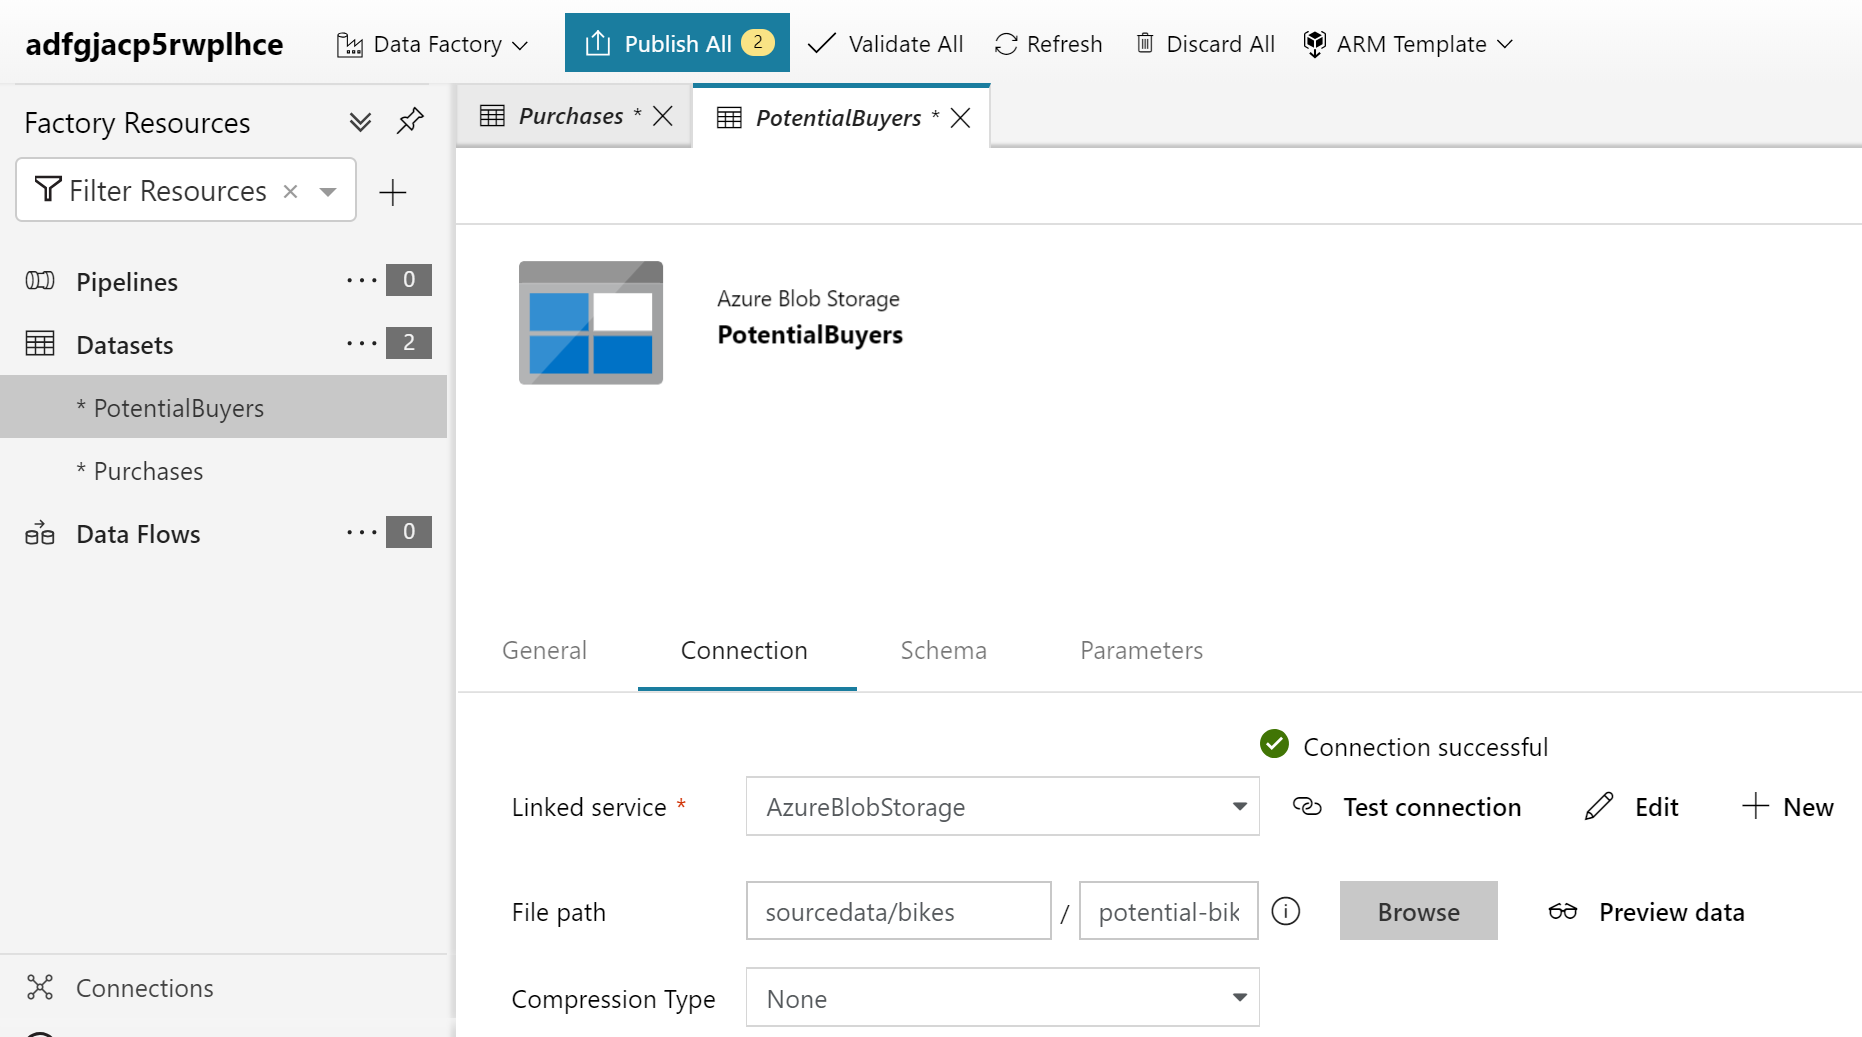 adfgjacp5rwplhce Data Factory Publish All 2 Validate All Refresh Discard All ARM Template
Factory Resources
Purchases * PotentialBuyers *
Filter Resources
Pipelines 0
Datasets 2
* PotentialBuyers
* Purchases
Data Flows 0
Connections
Azure Blob Storage
PotentialBuyers
General Connection Schema Parameters
Connection successful
Linked service * AzureBlobStorage Test connection Edit New
File path sourcedata/bikes / potential-bik Browse Preview data
Compression Type None